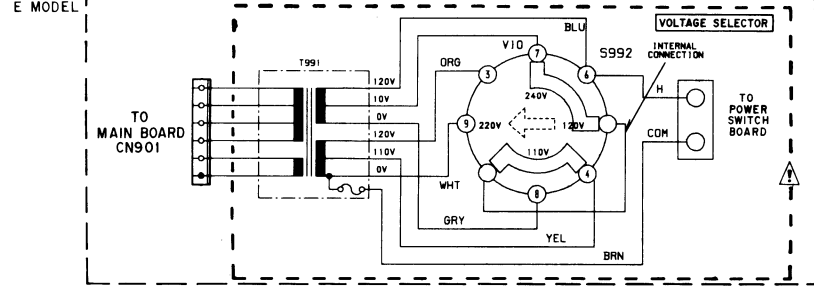 E MODEL
VOLTAGE SELECTOR
BLU
VIO
S992
INTERNAL
CONNECTION
T991
ORG
7
6
3
120V
10V
0V
120V
110V
0V
240V
H
TO
MAIN BOARD
CN901
9
220V
120V
COM
TO
POWER
SWITCH
BOARD
110V
4
WHT
8
GRY
YEL
BRN